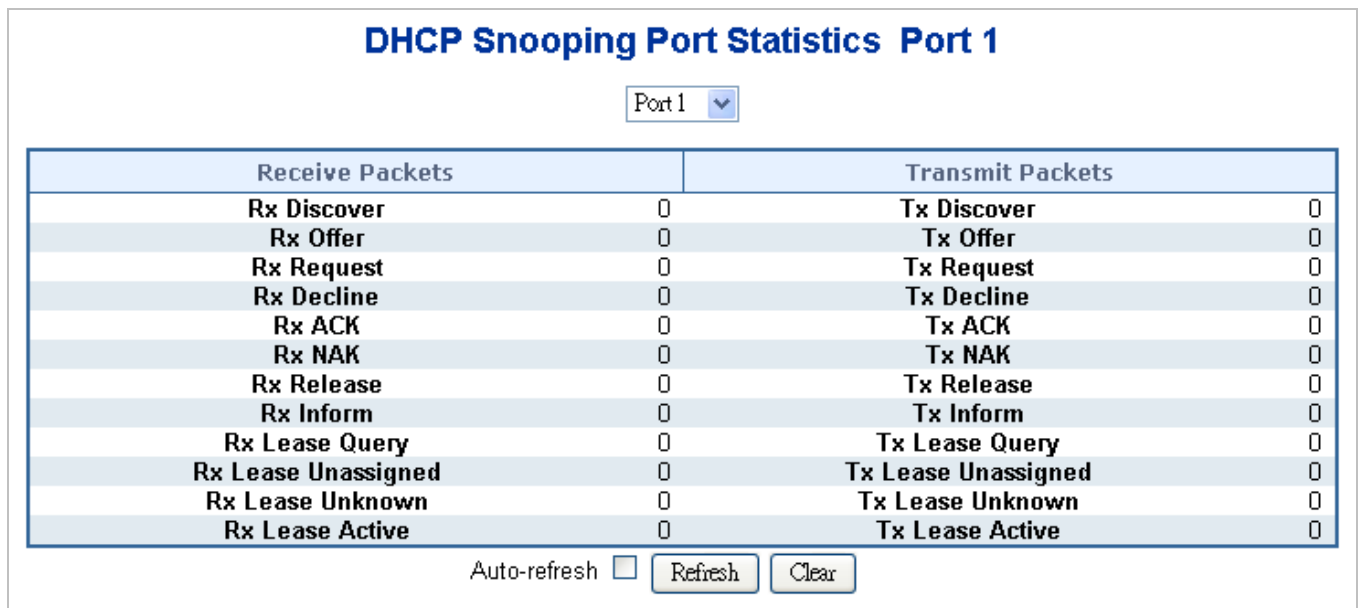 DHCP Snooping Port Statistics Port 1
Port 1
Receive Packets Transmit Packets
Rx Discover 0 Tx Discover 0
Rx Offer 0 Tx Offer 0
Rx Request 0 Tx Request 0
Rx Decline 0 Tx Decline 0
Rx ACK 0 Tx ACK 0
Rx NAK 0 Tx NAK 0
Rx Release 0 Tx Release 0
Rx Inform 0 Tx Inform 0
Rx Lease Query 0 Tx Lease Query 0
Rx Lease Unassigned 0 Tx Lease Unassigned 0
Rx Lease Unknown 0 Tx Lease Unknown 0
Rx Lease Active 0 Tx Lease Active 0
Auto-refresh Refresh Clear